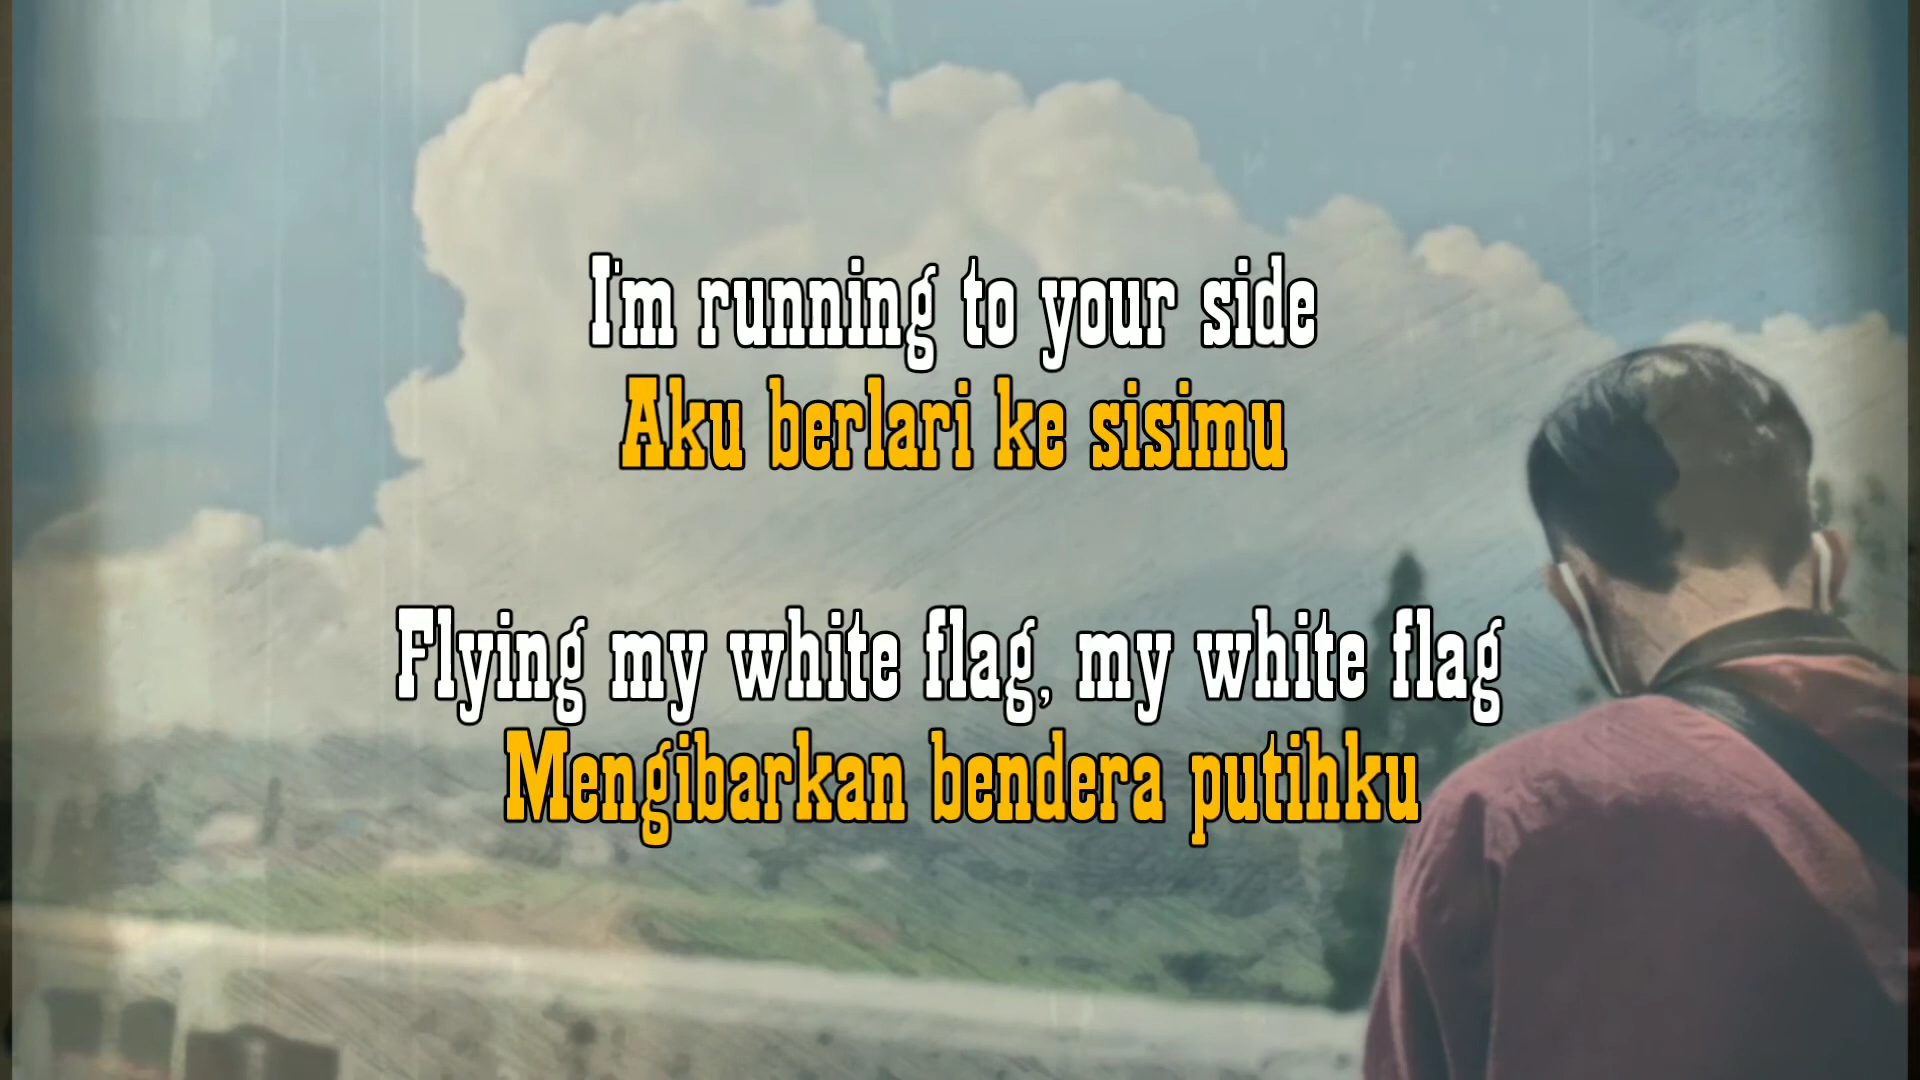 I'm running to your side
Aku berlari ke sisimu
Flying my white flag, my white flag
Mengibarkan bendera putihku